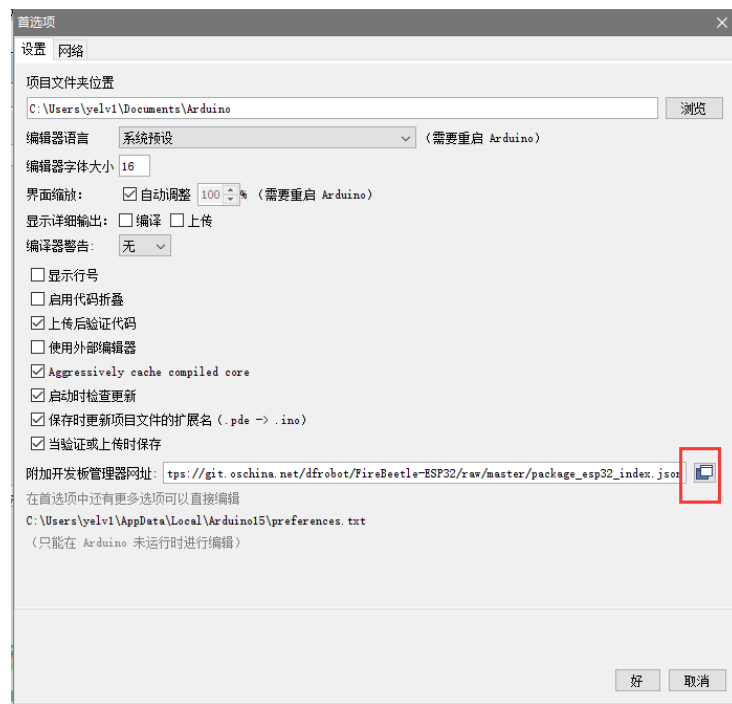 首选项
设置 网络
项目文件夹位置
C:\Users\yelv1\Documents\Arduino 浏览
编辑器语言 系统预设 (需要重启 Arduino)
编辑器字体大小 16
界面缩放: 自动调整 100 % (需要重启 Arduino)
显示详细输出: 编译 上传
编译器警告: 无
显示行号
启用代码折叠
上传后验证代码
使用外部编辑器
Aggressively cache compiled core
启动时检查更新
保存时更新项目文件的扩展名 (.pde -> .ino)
当验证或上传时保存
附加开发板管理器网址: tps://git.oschina.net/dfrobot/FireBeetle-ESP32/raw/master/package_esp32_index.json
在首选项中还有更多选项可以直接编辑
C:\Users\yelv1\AppData\Local\Arduino15\preferences.txt
(只能在 Arduino 未运行时进行编辑)
好 取消